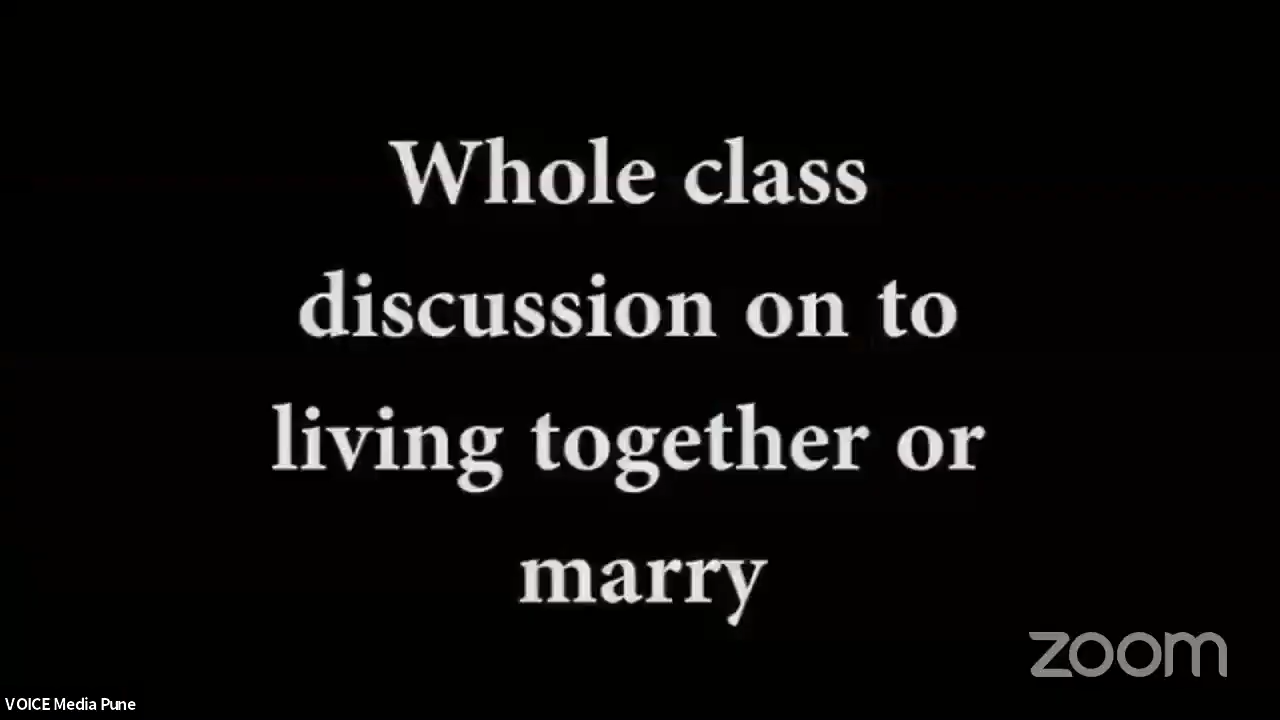 Whole class
discussion on to
living together or
marry
zoom
VOICE Media Pune